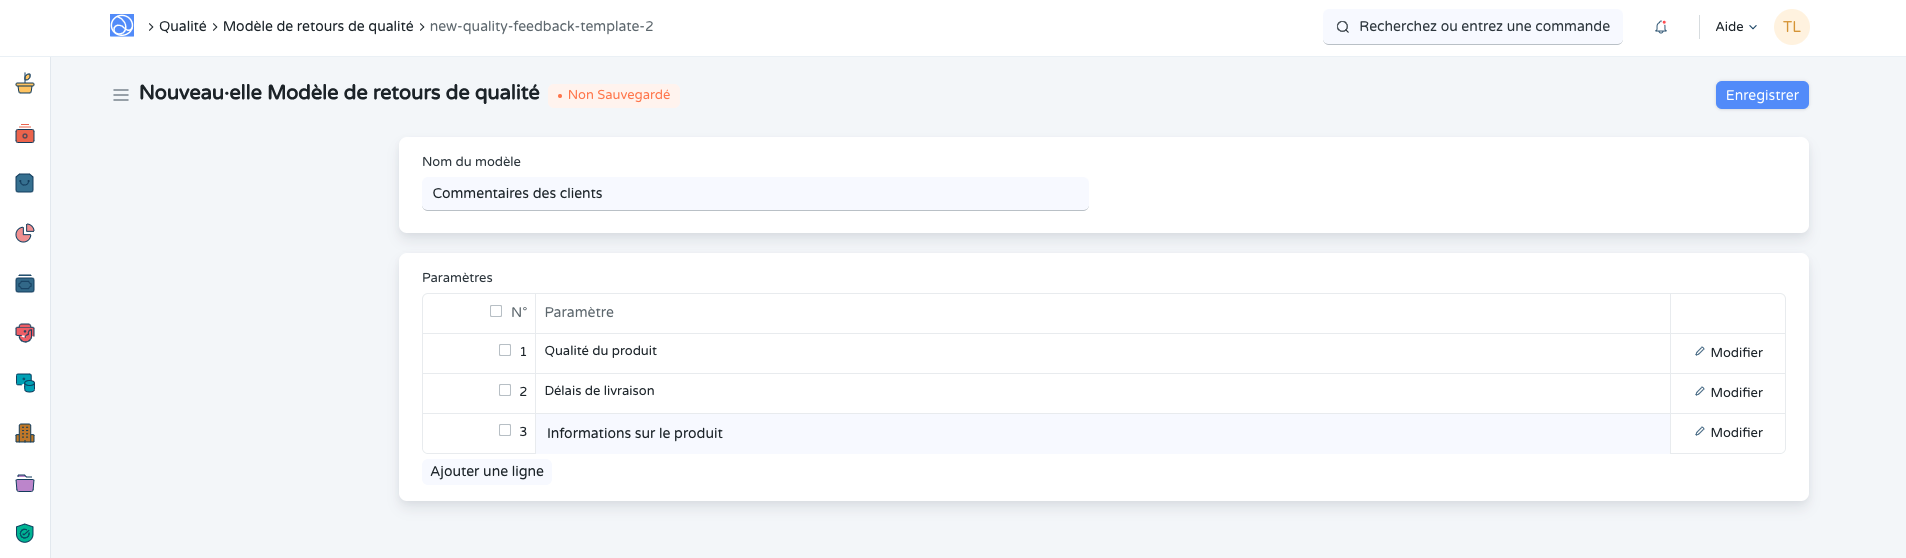 Qualité Modèle de retours de qualité new-quality-feedback-template-2
Recherchez ou entrez une commande
Aide
TL
Nouveau·elle Modèle de retours de qualité
Non Sauvegardé
Enregistrer
Nom du modèle
Commentaires des clients
Paramètres
N° Paramètre
1 Qualité du produit Modifier
2 Délais de livraison Modifier
3 Informations sur le produit Modifier
Ajouter une ligne